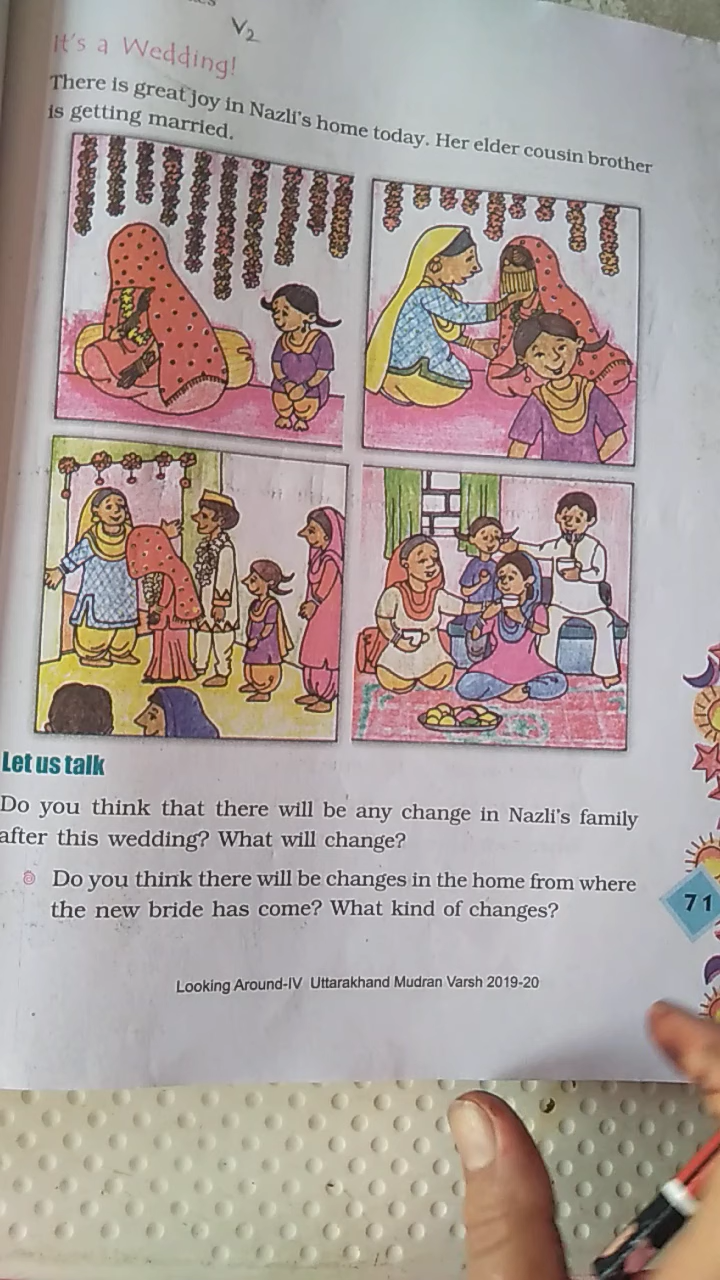 V2
It's a Wedding!
There is great joy in Nazli's home today. Her elder cousin brother
is getting married.
Let us talk
Do you think that there will be any change in Nazli's family
after this wedding? What will change?
Do you think there will be changes in the home from where
the new bride has come? What kind of changes?
71
Looking Around-IV Uttarakhand Mudran Varsh 2019-20